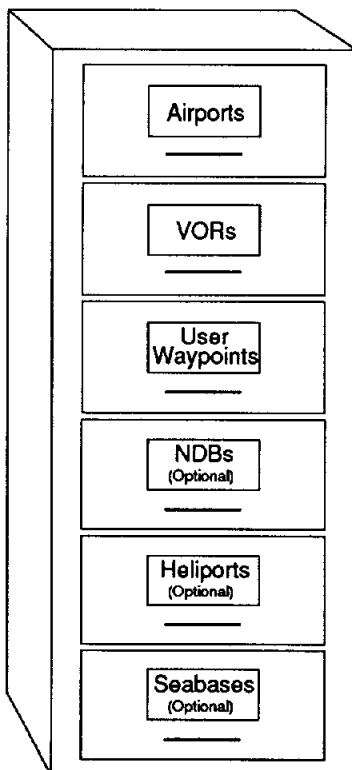 Airports
VORs
User
Waypoints
NDBs
(Optional)
Heliports
(Optional)
Seabases
(Optional)